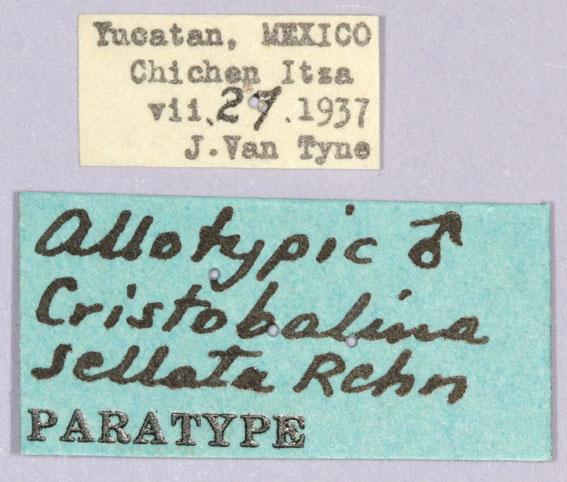 Yucatan, MEXICO
Chichen Itza
vii.27.1937
J.Van Tyne
Allotypic ♂
Cristobalina
sellata Rehn
PARATYPE